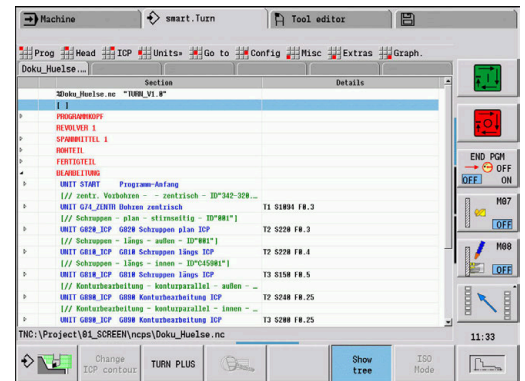 Machine
smart.Turn
Tool editor
Prog Head ICP Units» Go to Config Misc Extras Graph.
Doku_Huelse...
Section Details
%Doku_Huelse.nc "TURN_V1.0"
[ ]
PROGRAMMKOPF
REVOLVER 1
SPANNMITTEL 1
ROHTEIL
FERTIGTEIL
BEARBEITUNG
UNIT START Programm-Anfang
[// zentr. Vorbohren - - zentrisch - ID"342-320...
UNIT G74_ZENTR Bohren zentrisch T1 S1094 F0.3
[// Schruppen - plan - stirnseitig - ID"001"]
UNIT G820_ICP G820 Schruppen plan ICP T2 S220 F0.3
[// Schruppen - längs - außen - ID"001"]
UNIT G810_ICP G810 Schruppen längs ICP T2 S220 F0.4
[// Schruppen - längs - innen - ID"C45001"]
UNIT G810_ICP G810 Schruppen längs ICP T3 S150 F0.5
[// Konturbearbeitung - konturparallel - außen - ...
UNIT G890_ICP G890 Konturbearbeitung ICP T2 S240 F0.25
[// Konturbearbeitung - konturparallel - innen - ...
UNIT G890_ICP G890 Konturbearbeitung ICP T3 S200 F0.25
TNC:\Project\01_SCREEN\ncps\Doku_Huelse.nc
END PGM
OFF
OFF ON
M07
OFF
M08
OFF
11:33
Change
ICP contour
TURN PLUS
Show
tree
ISO
Mode